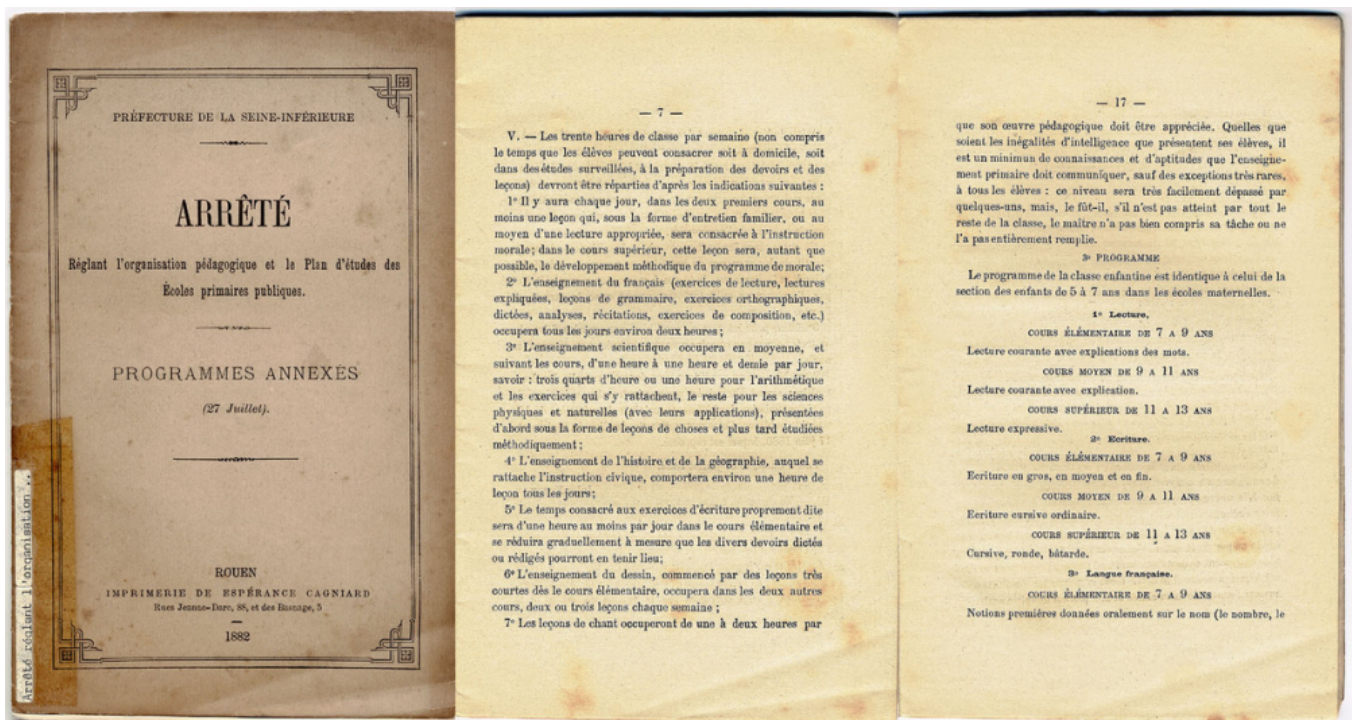 PRÉFECTURE DE LA SEINE-INFÉRIEURE
ARRÊTÉ
Réglant l'organisation pédagogique et le Plan d'études des
Écoles primaires publiques.
PROGRAMMES ANNEXÉS
(27 Juillet).
ROUEN
IMPRIMERIE DE ESPÉRANCE CAGNIARD
Rues Jeanne-Darc, 88, et des Basnage, 5
1882
Arrêté réglant l'organisation..
— 7 —
V. — Les trente heures de classe par semaine (non compris
le temps que les élèves peuvent consacrer soit à domicile, soit
dans des études surveillées, à la préparation des devoirs et des
leçons) devront être réparties d'après les indications suivantes :
1° Il y aura chaque jour, dans les deux premiers cours, au
moins une leçon qui, sous la forme d'entretien familier, ou au
moyen d'une lecture appropriée, sera consacrée à l'instruction
morale; dans le cours supérieur, cette leçon sera, autant que
possible, le développement méthodique du programme de morale;
2° L'enseignement du français (exercices de lecture, lectures
expliquées, leçons de grammaire, exercices orthographiques,
dictées, analyses, récitations, exercices de composition, etc.)
occupera tous les jours environ deux heures ;
3° L'enseignement scientifique occupera en moyenne, et
suivant les cours, d'une heure à une heure et demie par jour,
savoir : trois quarts d'heure ou une heure pour l'arithmétique
et les exercices qui s'y rattachent, le reste pour les sciences
physiques et naturelles (avec leurs applications), présentées
d'abord sous la forme de leçons de choses et plus tard étudiées
méthodiquement ;
4° L'enseignement de l'histoire et de la géographie, auquel se
rattache l'instruction civique, comportera environ une heure de
leçon tous les jours;
5° Le temps consacré aux exercices d'écriture proprement dite
sera d'une heure au moins par jour dans le cours élémentaire et
se réduira graduellement à mesure que les divers devoirs dictés
ou rédigés pourront en tenir lieu;
6° L'enseignement du dessin, commencé par des leçons très
courtes dès le cours élémentaire, occupera dans les deux autres
cours, deux ou trois leçons chaque semaine ;
7° Les leçons de chant occuperont de une à deux heures par
— 17 —
que son œuvre pédagogique doit être appréciée. Quelles que
soient les inégalités d'intelligence que présentent ses élèves, il
est un minimun de connaissances et d'aptitudes que l'enseigne-
ment primaire doit communiquer, sauf des exceptions très rares,
à tous les élèves : ce niveau sera très facilement dépassé par
quelques-uns, mais, le fût-il, s'il n'est pas atteint par tout le
reste de la classe, le maître n'a pas bien compris sa tâche ou ne
l'a pas entièrement remplie.
3° PROGRAMME
Le programme de la classe enfantine est identique à celui de la
section des enfants de 5 à 7 ans dans les écoles maternelles.
1° Lecture.
COURS ÉLÉMENTAIRE DE 7 A 9 ANS
Lecture courante avec explications des mots.
COURS MOYEN DE 9 A 11 ANS
Lecture courante avec explication.
COURS SUPÉRIEUR DE 11 A 13 ANS
Lecture expressive.
2° Ecriture.
COURS ÉLÉMENTAIRE DE 7 A 9 ANS
Ecriture en gros, en moyen et en fin.
COURS MOYEN DE 9 A 11 ANS
Ecriture cursive ordinaire.
COURS SUPÉRIEUR DE 11 A 13 ANS
Cursive, ronde, bâtarde.
3° Langue française.
COURS ÉLÉMENTAIRE DE 7 A 9 ANS
Notions premières données oralement sur le nom (le nombre, le